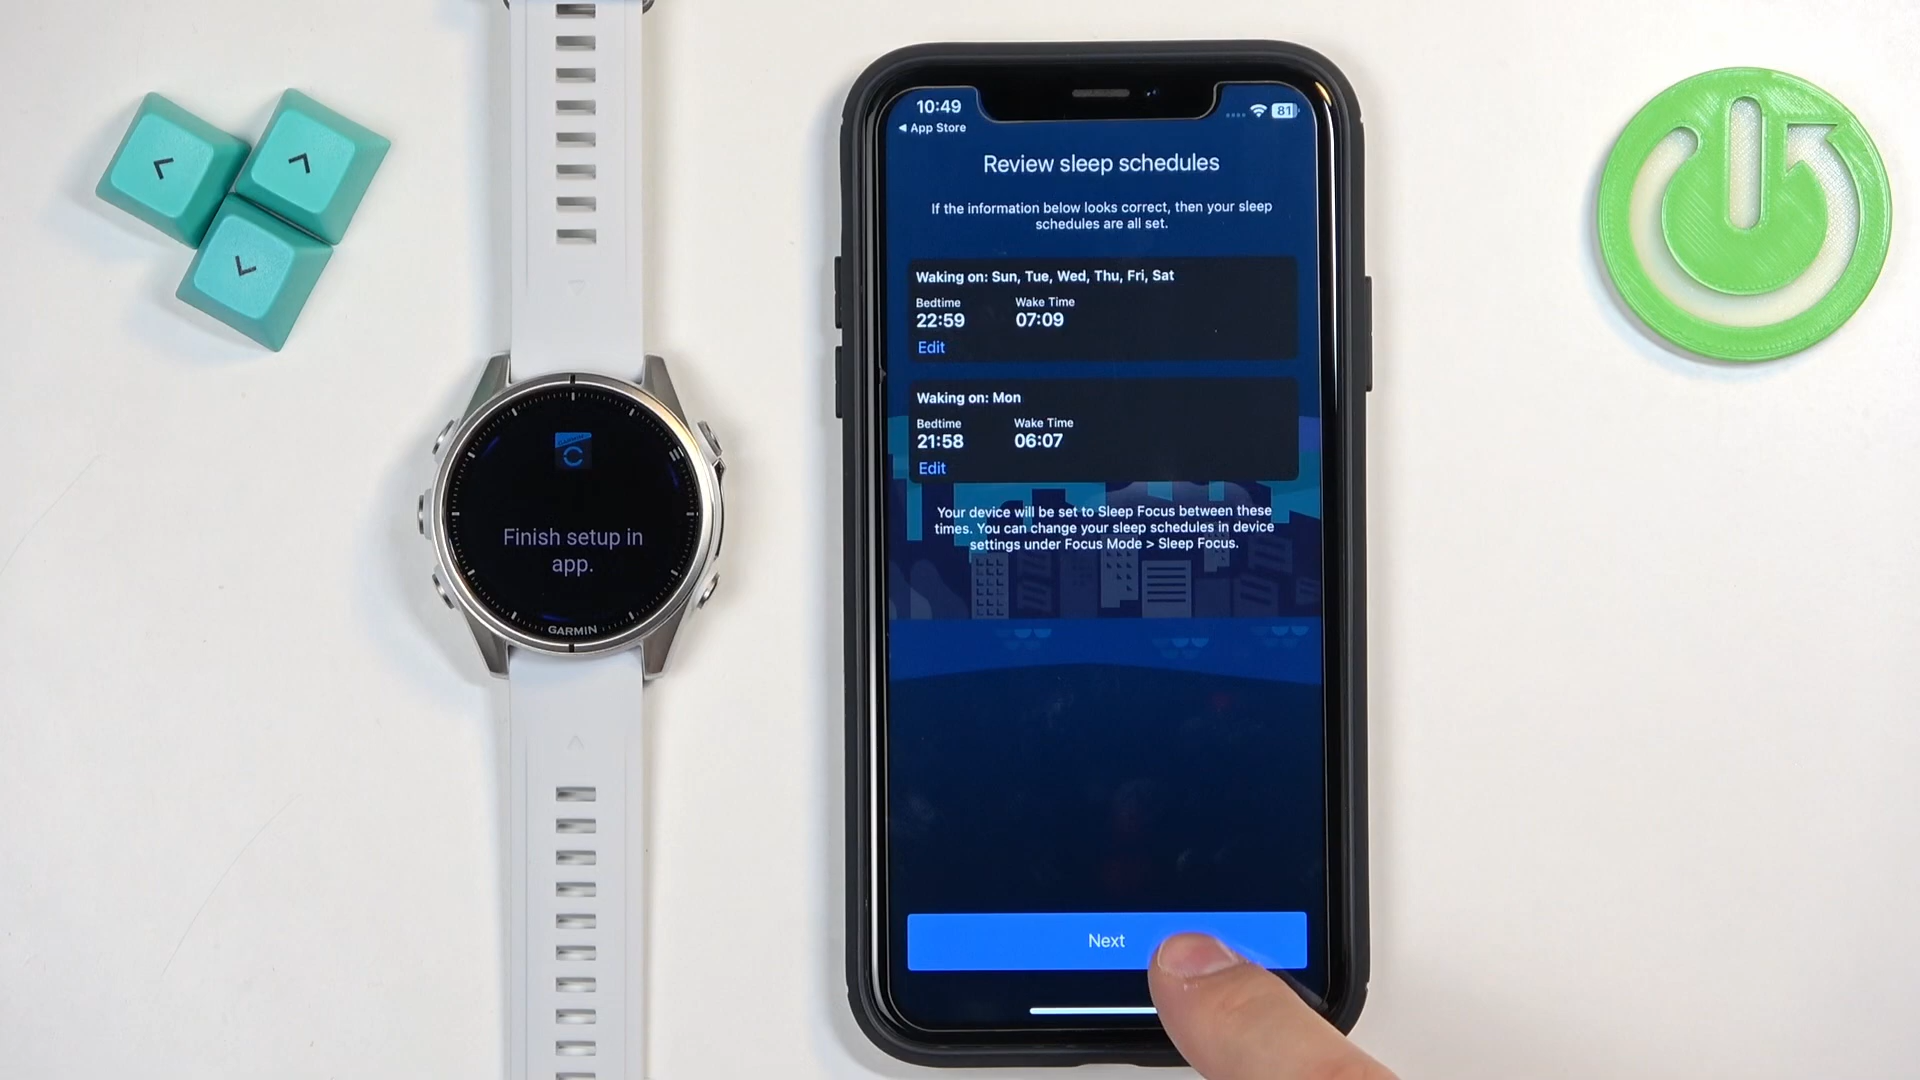 <
^
<
Finish setup in
app.
GARMIN
10:49
81
◀ App Store
Review sleep schedules
If the information below looks correct, then your sleep
schedules are all set.
Waking on: Sun, Tue, Wed, Thu, Fri, Sat
Bedtime Wake Time
22:59 07:09
Edit
Waking on: Mon
Bedtime Wake Time
21:58 06:07
Edit
Your device will be set to Sleep Focus between these
times. You can change your sleep schedules in device
settings under Focus Mode > Sleep Focus.
Next